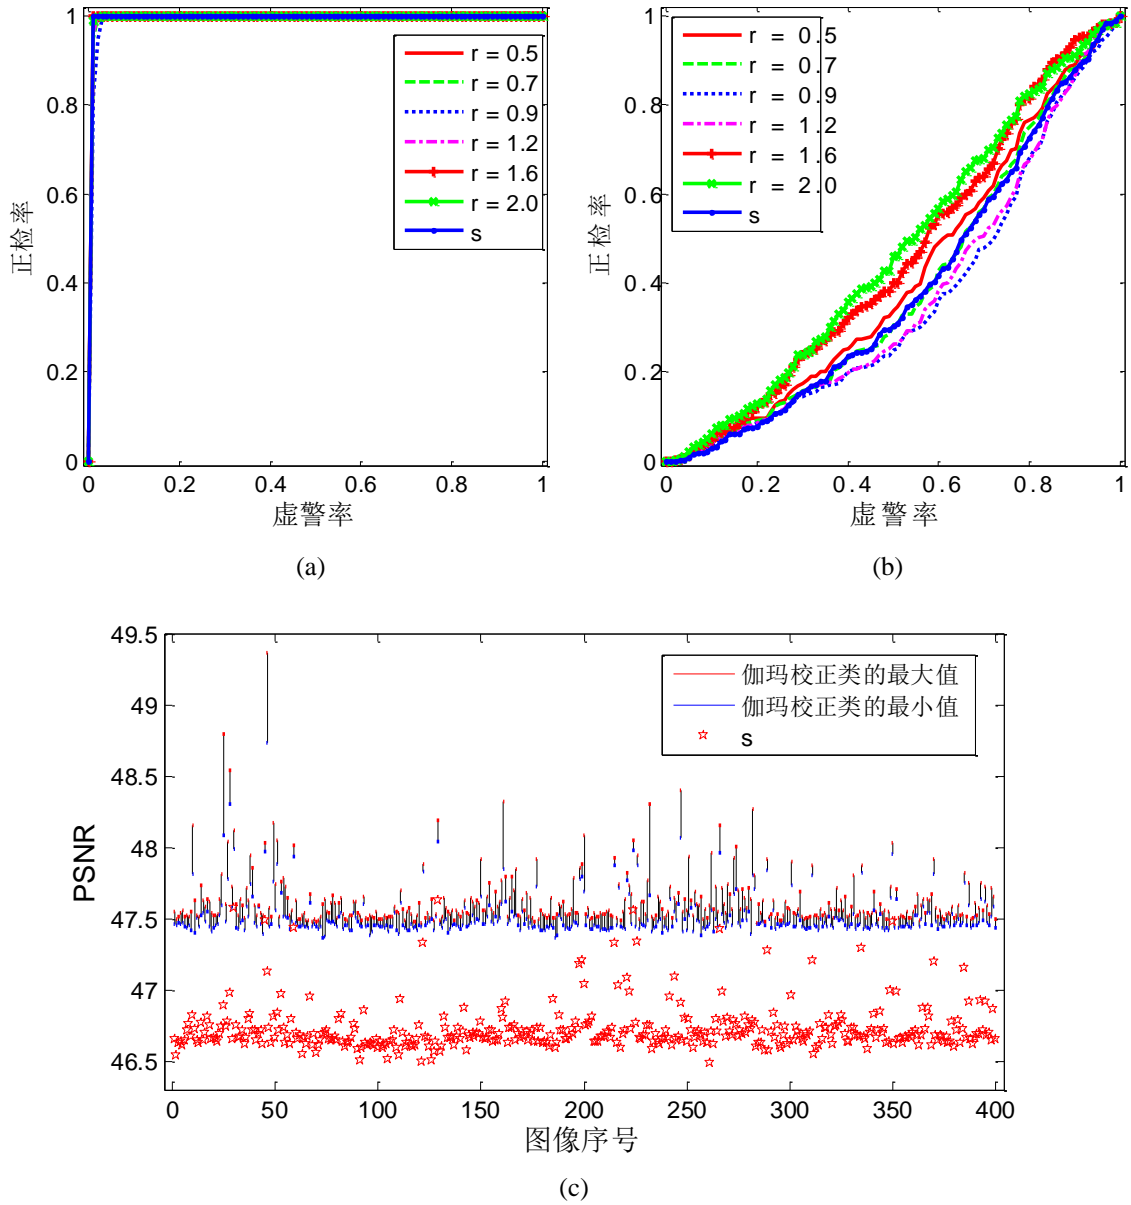 1
0.8
0.6
0.4
0.2
0
正检率
r = 0.5
r = 0.7
r = 0.9
r = 1.2
r = 1.6
r = 2.0
s
0 0.2 0.4 0.6 0.8 1
虚警率
(a)
1
0.8
0.6
0.4
0.2
0
正检率
r = 0.5
r = 0.7
r = 0.9
r = 1.2
r = 1.6
r = 2.0
s
0 0.2 0.4 0.6 0.8 1
虚警率
(b)
49.5
49
48.5
48
47.5
47
46.5
PSNR
伽玛校正类的最大值
伽玛校正类的最小值
s
0 50 100 150 200 250 300 350 400
图像序号
(c)